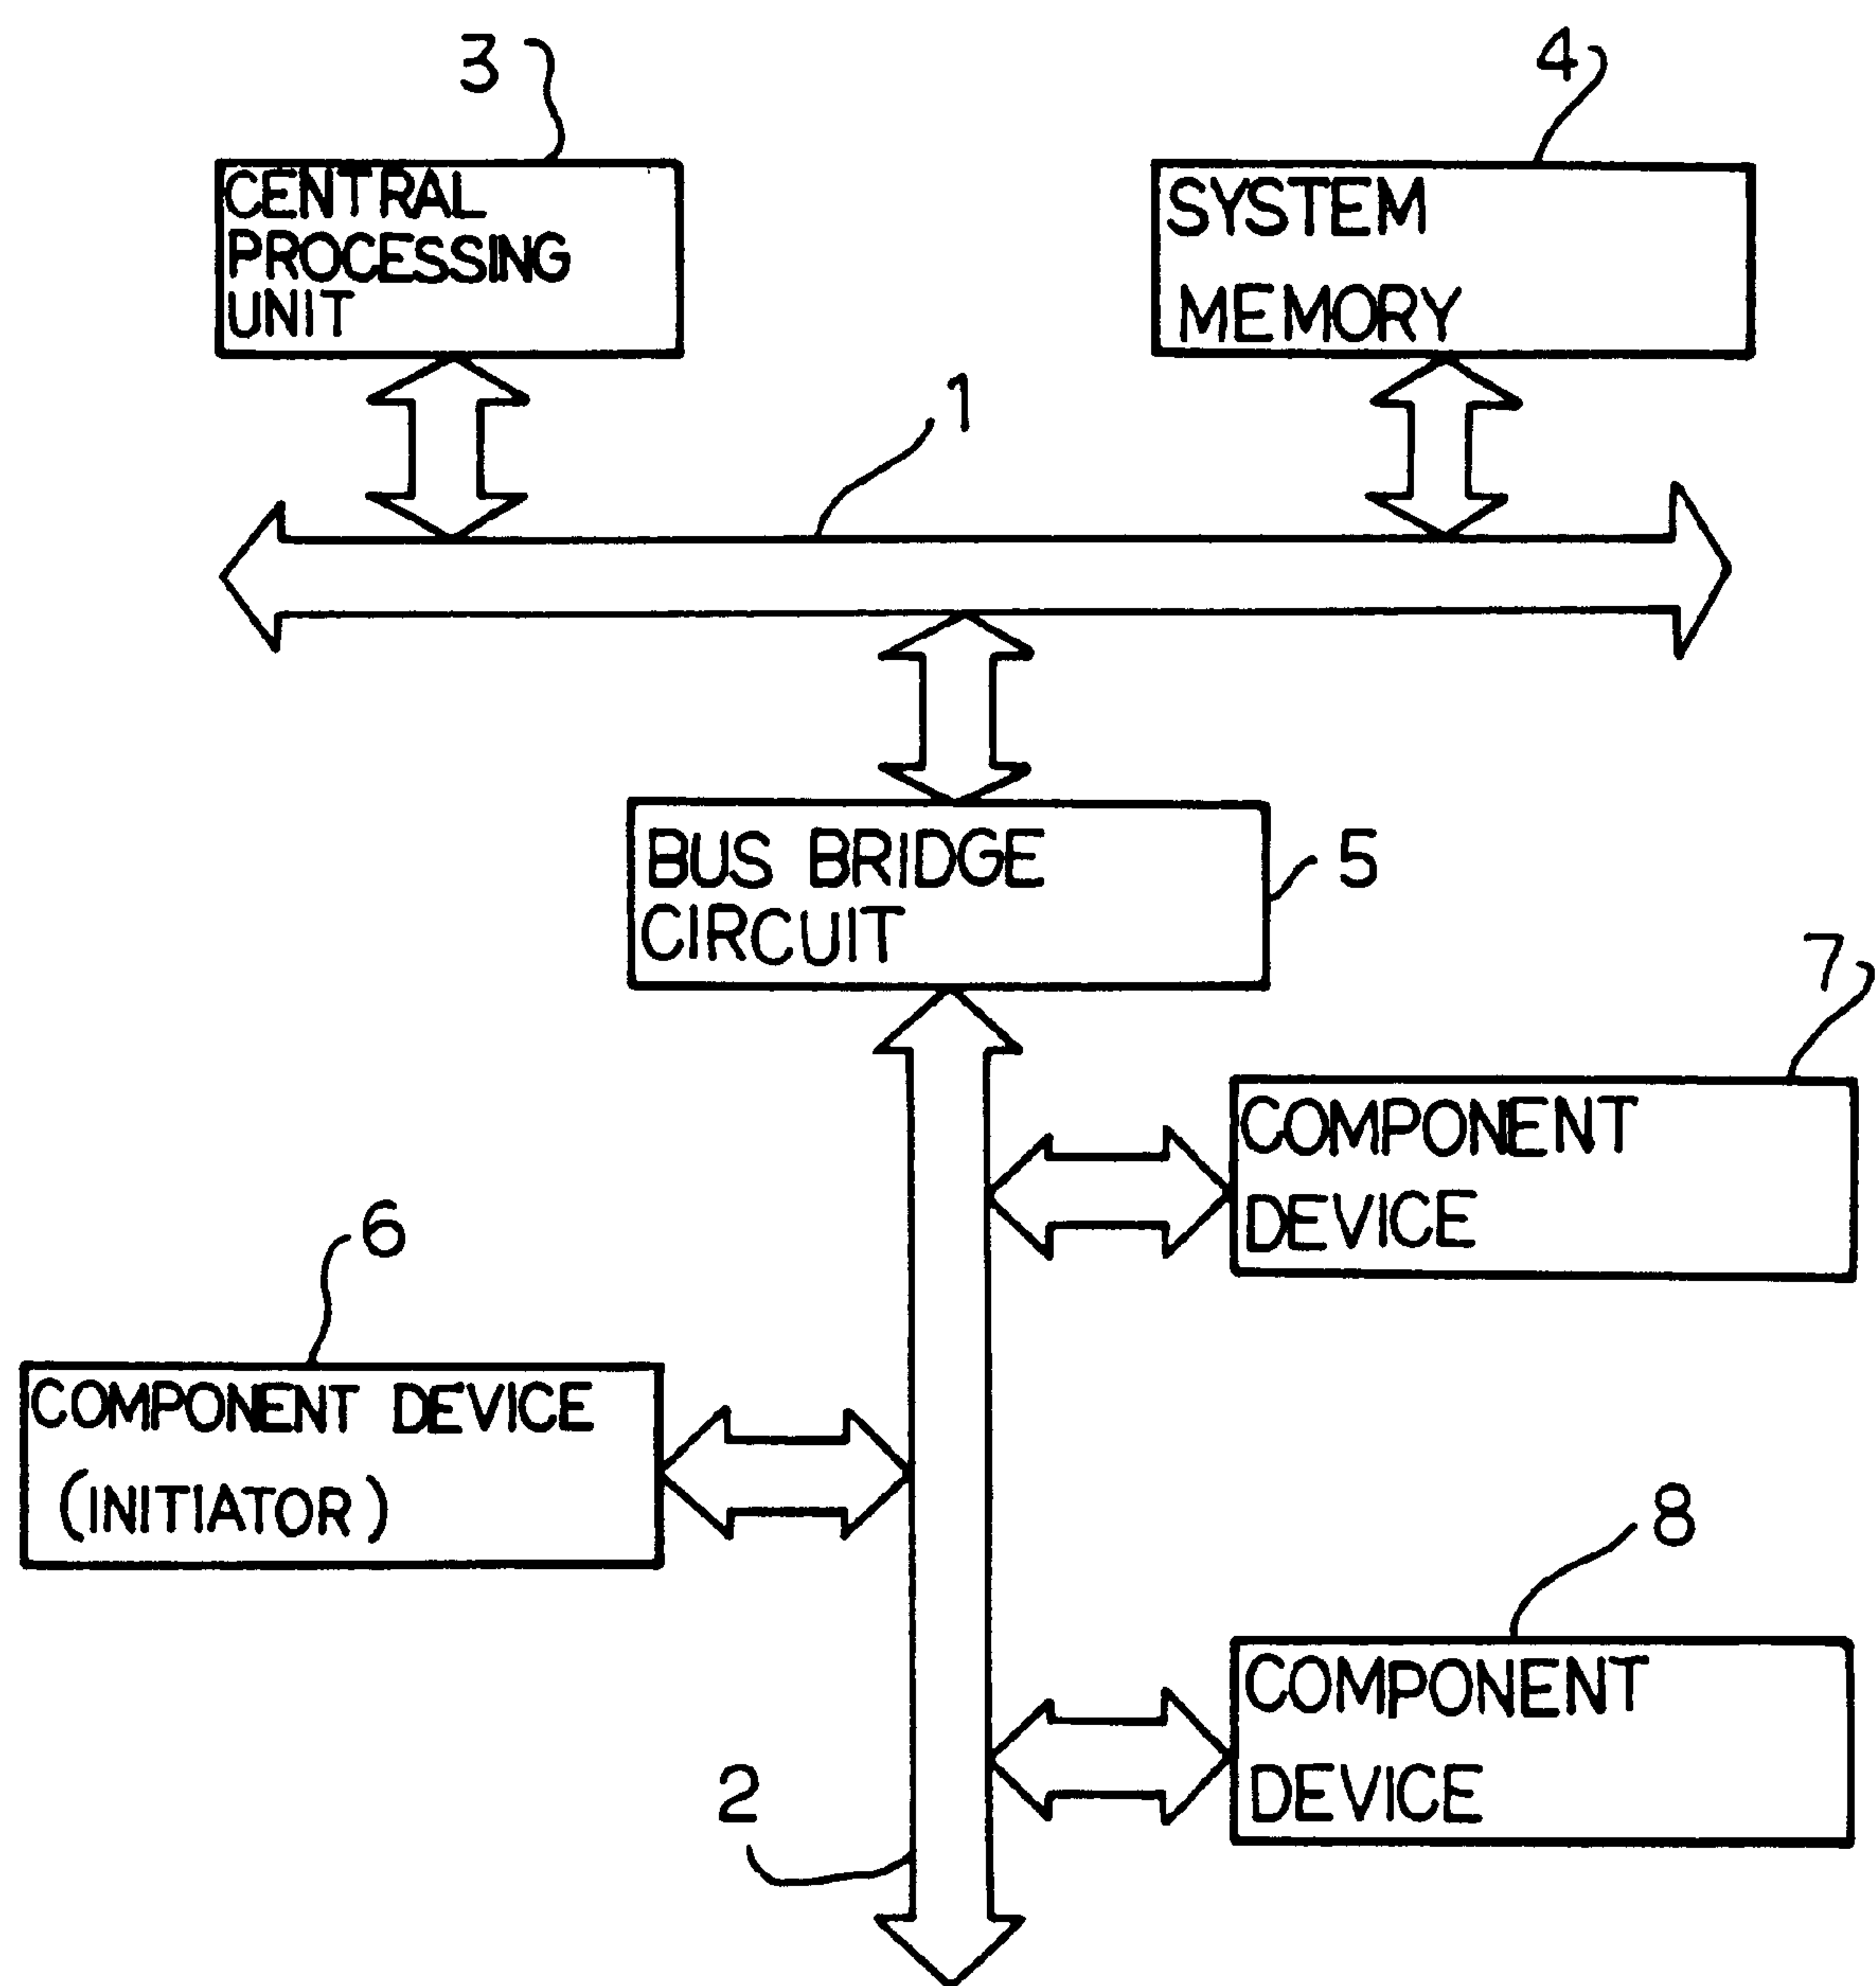 3
4
CENTRAL
PROCESSING
UNIT
SYSTEM
MEMORY
1
BUS BRIDGE
CIRCUIT
5
7
COMPONENT
DEVICE
6
COMPONENT DEVICE
(INITIATOR)
8
COMPONENT
DEVICE
2